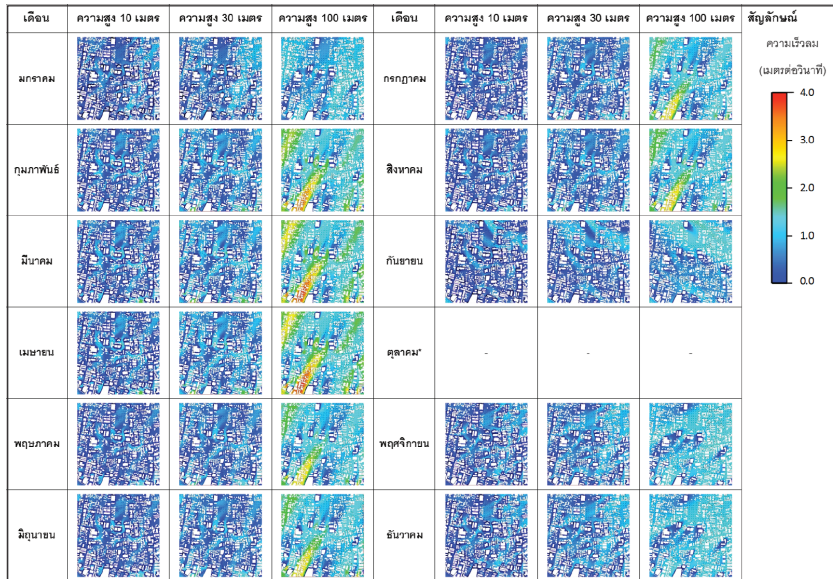 เดือน ความสูง 10 เมตร ความสูง 30 เมตร ความสูง 100 เมตร เดือน ความสูง 10 เมตร ความสูง 30 เมตร ความสูง 100 เมตร สัญลักษณ์
มกราคม กรกฎาคม
ความเร็วลม
(เมตรต่อวินาที)
4.0
3.0
2.0
1.0
0.0
กุมภาพันธ์ สิงหาคม
มีนาคม กันยายน
เมษายน ตุลาคม* - - -
พฤษภาคม พฤศจิกายน
มิถุนายน ธันวาคม